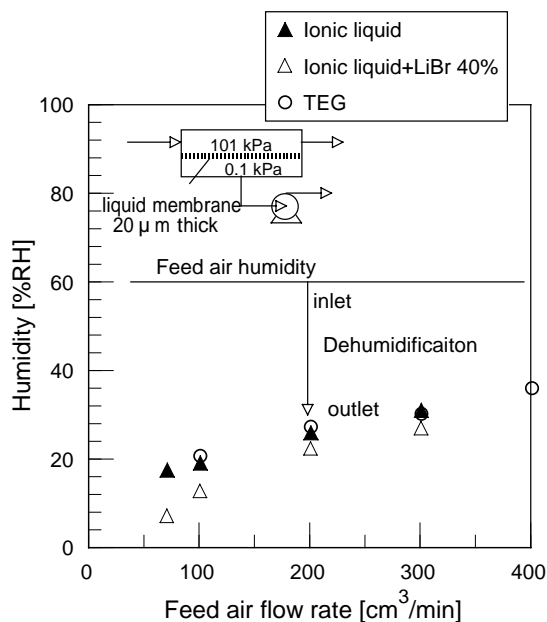 ▲ Ionic liquid
△ Ionic liquid+LiBr 40%
○ TEG
100
80
60
40
20
0
Humidity [%RH]
101 kPa
0.1 kPa
liquid membrane
20 μm thick
Feed air humidity
inlet
Dehumidificaiton
outlet
0 100 200 300 400
Feed air flow rate [cm³/min]